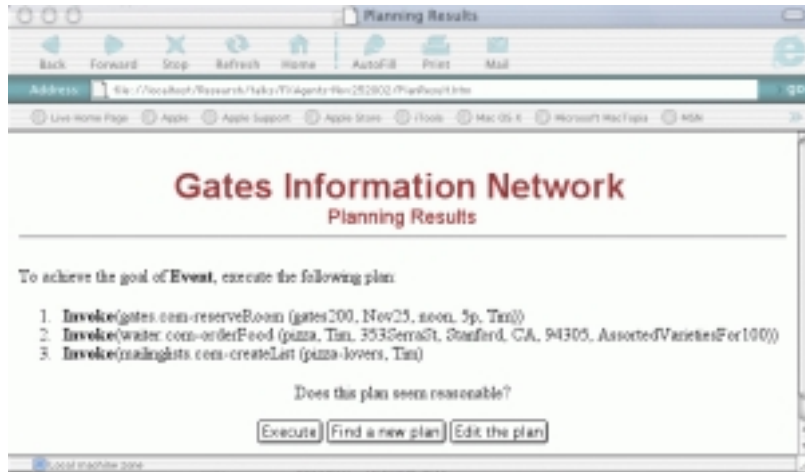 Planning Results
Back Forward Stop Refresh Home AutoFill Print Mail
Address: go
Live Home Page Apple Apple Support Apple Store iTools Mac OS X Microsoft MacTopia MSN
Gates Information Network
Planning Results
To achieve the goal of Event, execute the following plan:
1. Invoke(gates.com-reserveRoom (gates200, Nov25, noon, 5p, Tim))
2. Invoke(waiter.com-orderFood (pizza, Tim, 353SerraSt, Stanford, CA, 94305, AssortedVarietiesFor100))
3. Invoke(mailinglists.com-createList (pizza-lovers, Tim)
Does this plan seem reasonable?
Execute Find a new plan Edit the plan
Local machine zone